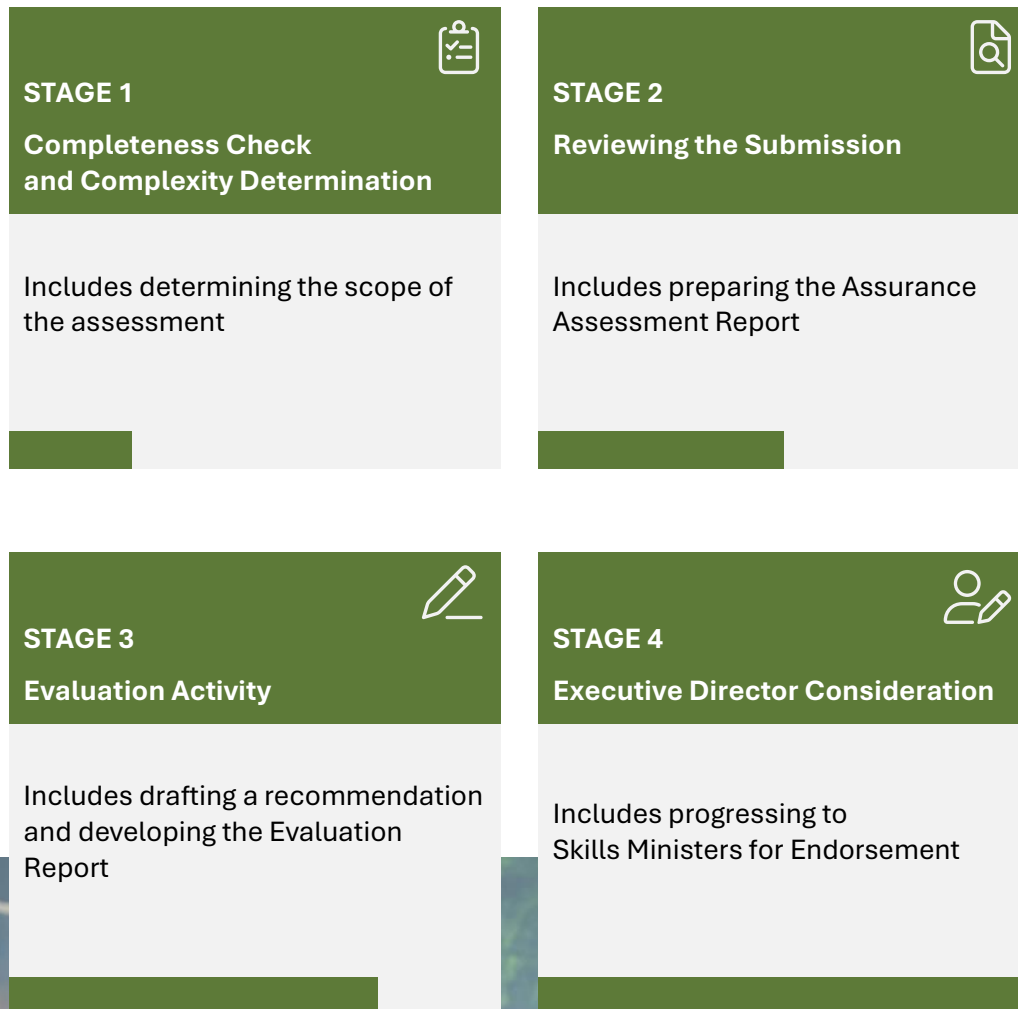 STAGE 1
Completeness Check
and Complexity Determination
Includes determining the scope of
the assessment
STAGE 2
Reviewing the Submission
Includes preparing the Assurance
Assessment Report
STAGE 3
Evaluation Activity
Includes drafting a recommendation
and developing the Evaluation
Report
STAGE 4
Executive Director Consideration
Includes progressing to
Skills Ministers for Endorsement